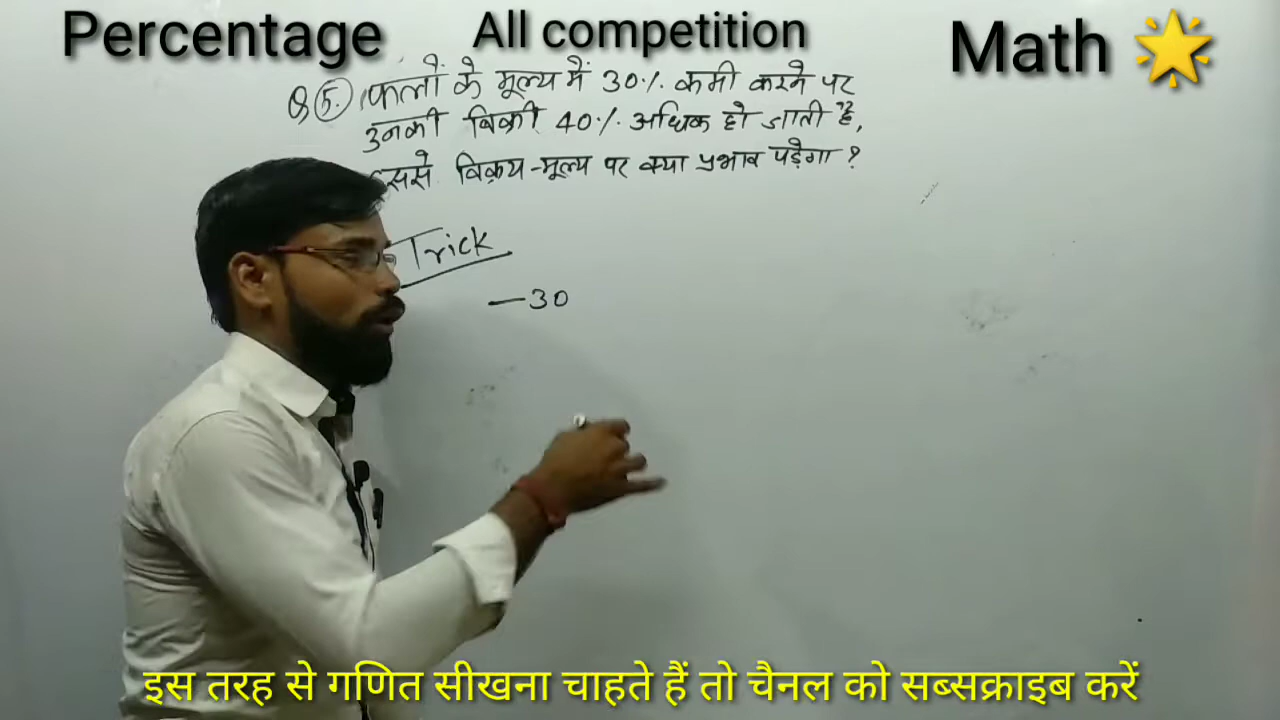 Percentage All competition Math
Q 5. फलों के मूल्य में 30% कमी करने पर
उनकी बिक्री 40% अधिक हो जाती है,
इससे विक्रय-मूल्य पर क्या प्रभाव पड़ेगा ?
Trick
—30
इस तरह से गणित सीखना चाहते हैं तो चैनल को सब्सक्राइब करें